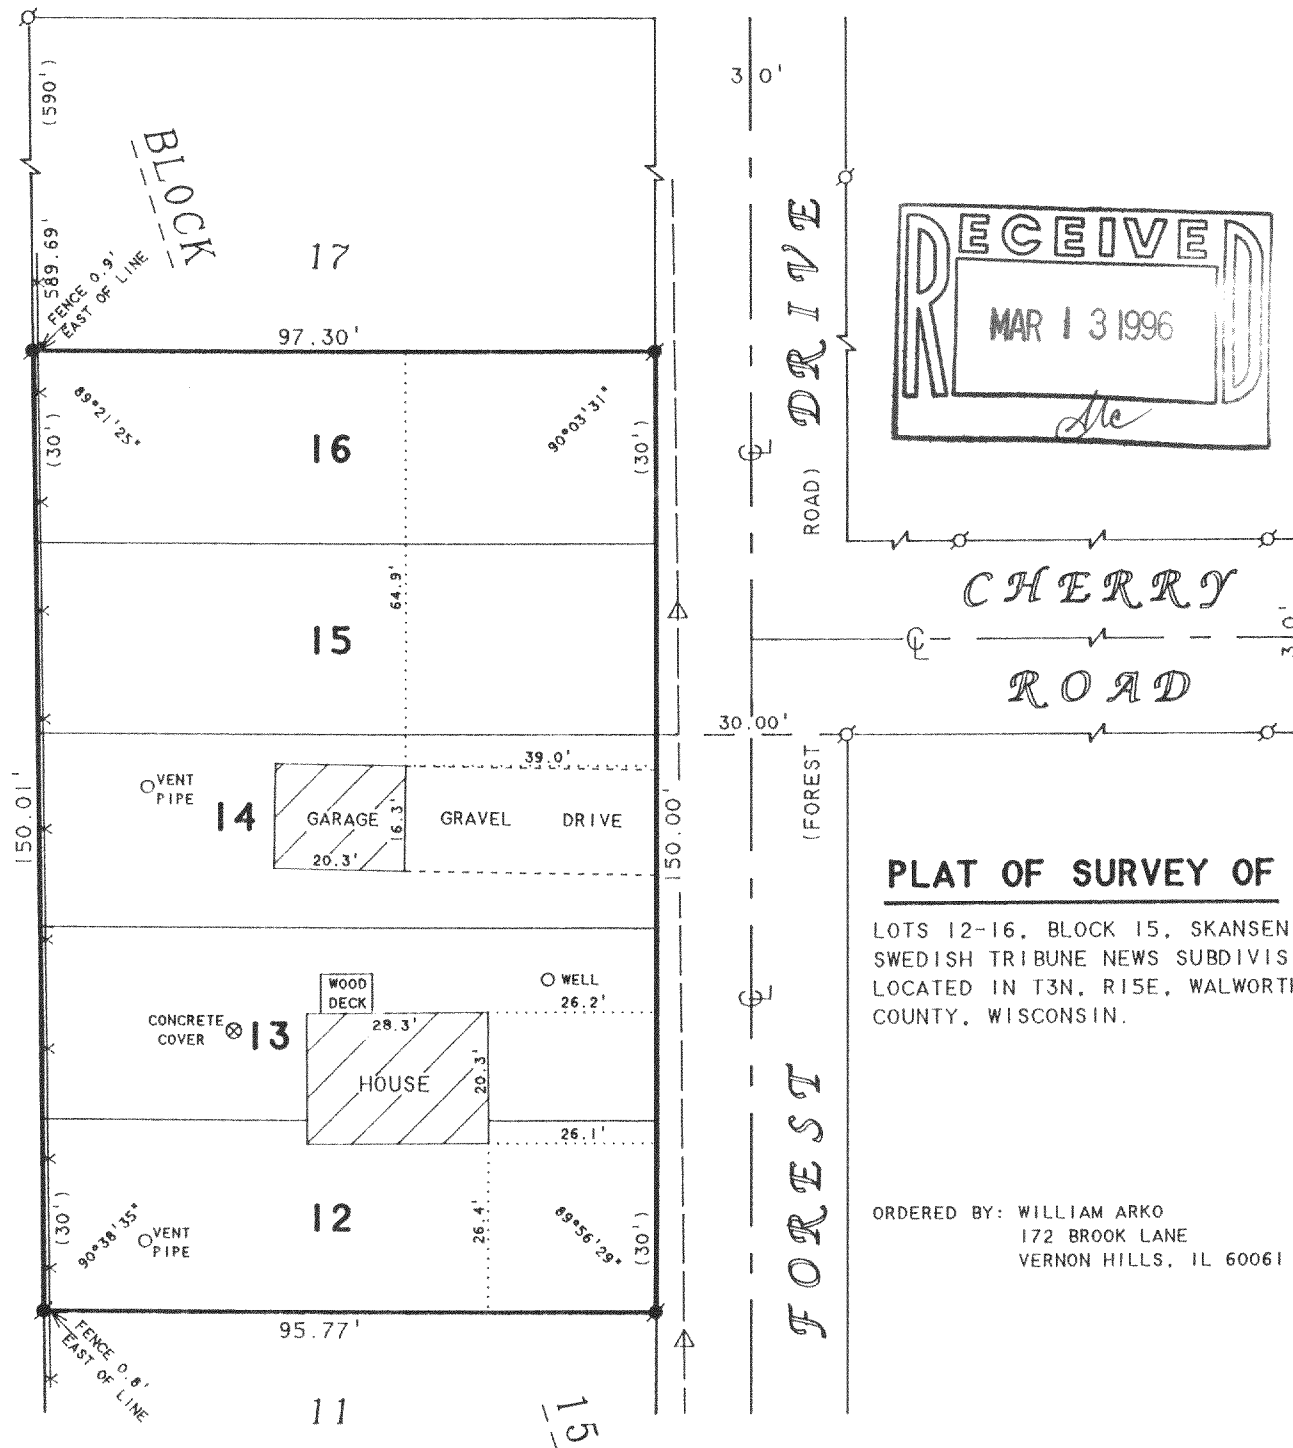 (590')
BLOCK
589.69'
FENCE 0.9'
EAST OF LINE
17
97.30'
89°21'25"
(30')
16
90°03'31"
(30')
64.9'
15
150.01'
VENT
PIPE
14
GARAGE
16.3'
20.3'
39.0'
GRAVEL DRIVE
150.00'
WOOD
DECK
WELL
26.2'
CONCRETE
COVER
13
28.3'
HOUSE
20.3'
26.1'
(30')
90°38'35"
VENT
PIPE
12
26.4'
89°56'29"
(30')
95.77'
FENCE 0.8'
EAST OF LINE
11
15
30'
DRIVE
ROAD)
30.00'
(FOREST
FOREST
RECEIVED
MAR 13 1996
CHERRY
ROAD
PLAT OF SURVEY OF
LOTS 12-16, BLOCK 15, SKANSEN
SWEDISH TRIBUNE NEWS SUBDIVIS
LOCATED IN T3N, R15E, WALWORTH
COUNTY, WISCONSIN.
ORDERED BY: WILLIAM ARKO
172 BROOK LANE
VERNON HILLS, IL 60061